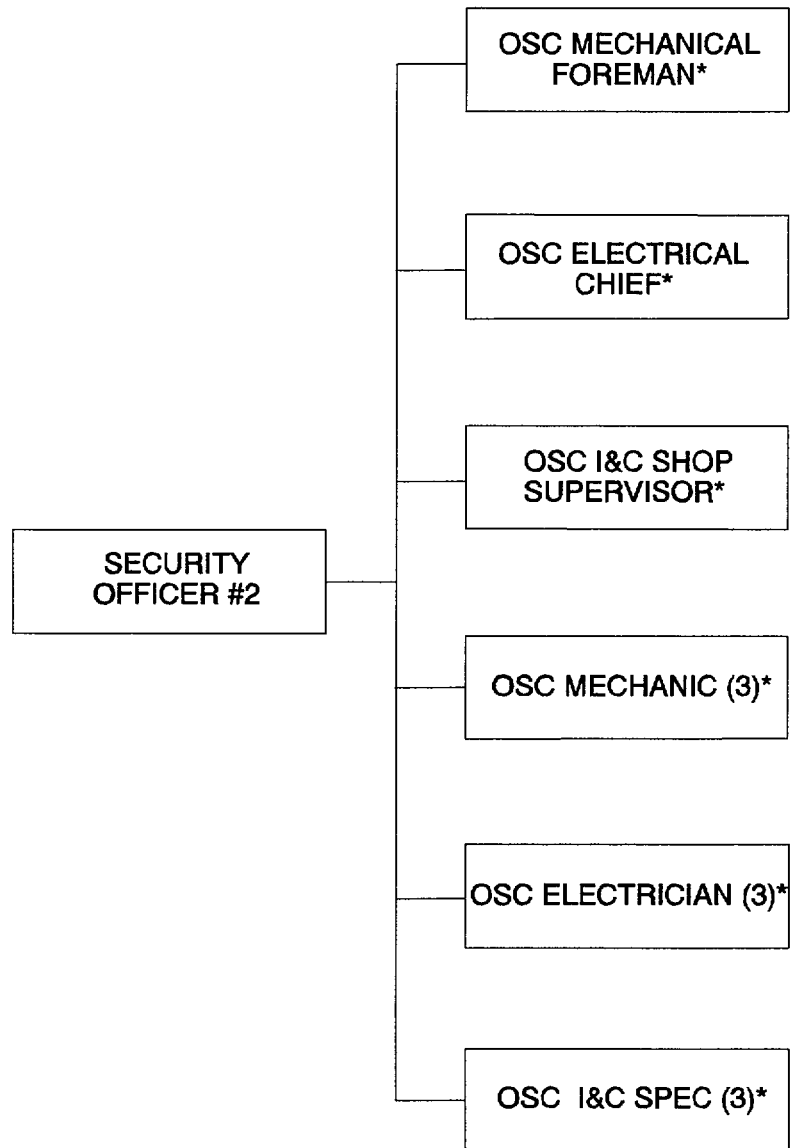 OSC MECHANICAL
FOREMAN*
OSC ELECTRICAL
CHIEF*
OSC I&C SHOP
SUPERVISOR*
SECURITY
OFFICER #2
OSC MECHANIC (3)*
OSC ELECTRICIAN (3)*
OSC I&C SPEC (3)*